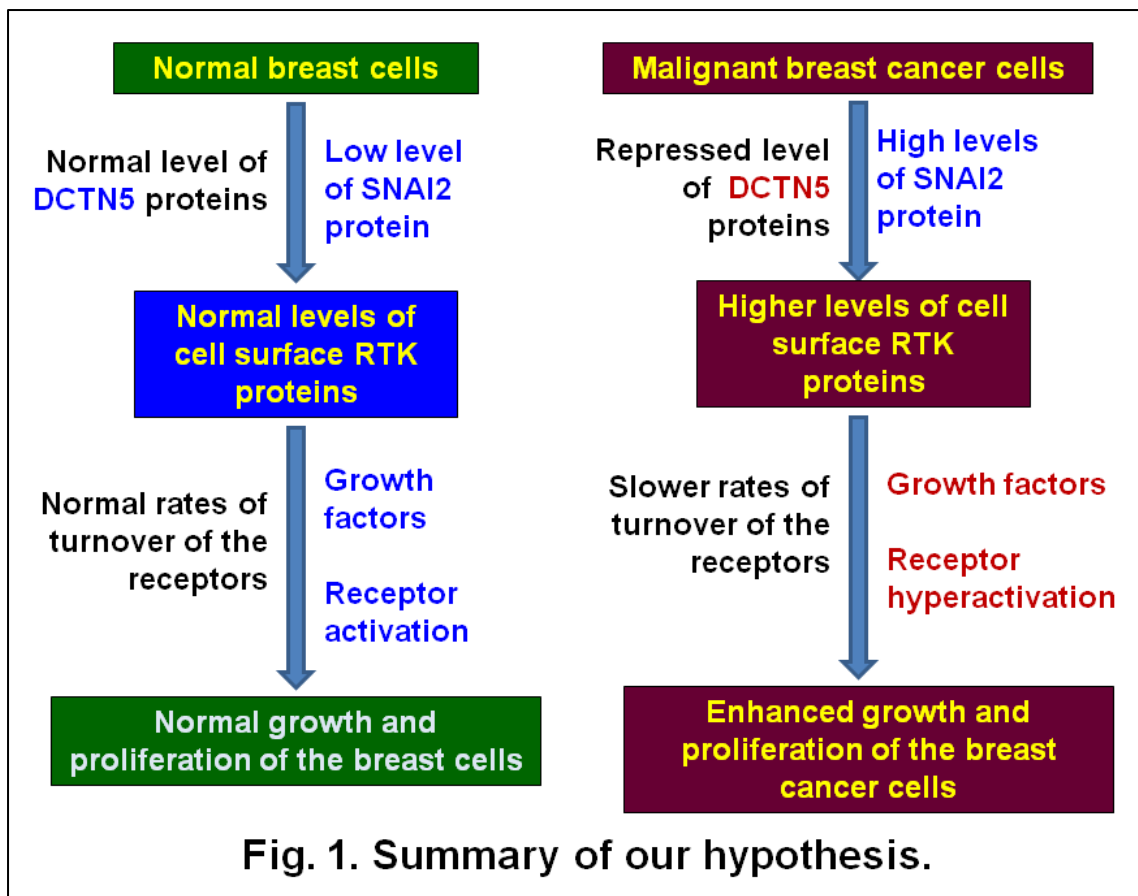 Normal breast cells
Normal level of
DCTN5 proteins
Low level
of SNAI2
protein
Normal levels of
cell surface RTK
proteins
Normal rates of
turnover of the
receptors
Growth
factors
Receptor
activation
Normal growth and
proliferation of the breast cells
Malignant breast cancer cells
Repressed level
of DCTN5
proteins
High levels
of SNAI2
protein
Higher levels of cell
surface RTK
proteins
Slower rates of
turnover of the
receptors
Growth factors
Receptor
hyperactivation
Enhanced growth and
proliferation of the breast
cancer cells
Fig. 1. Summary of our hypothesis.